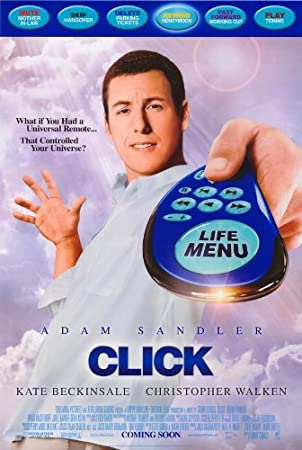 MUTE MOTHER IN-LAW
SKIP HANGOVER
DELETE PARKING TICKETS
REWIND HONEYMOON
FAST FORWARD WORKING OUT
PLAY TENNIS
What if You Had a
Universal Remote...
That Controlled
Your Universe?
LIFE
MENU
ADAM SANDLER
CLICK
KATE BECKINSALE CHRISTOPHER WALKEN
COMING SOON